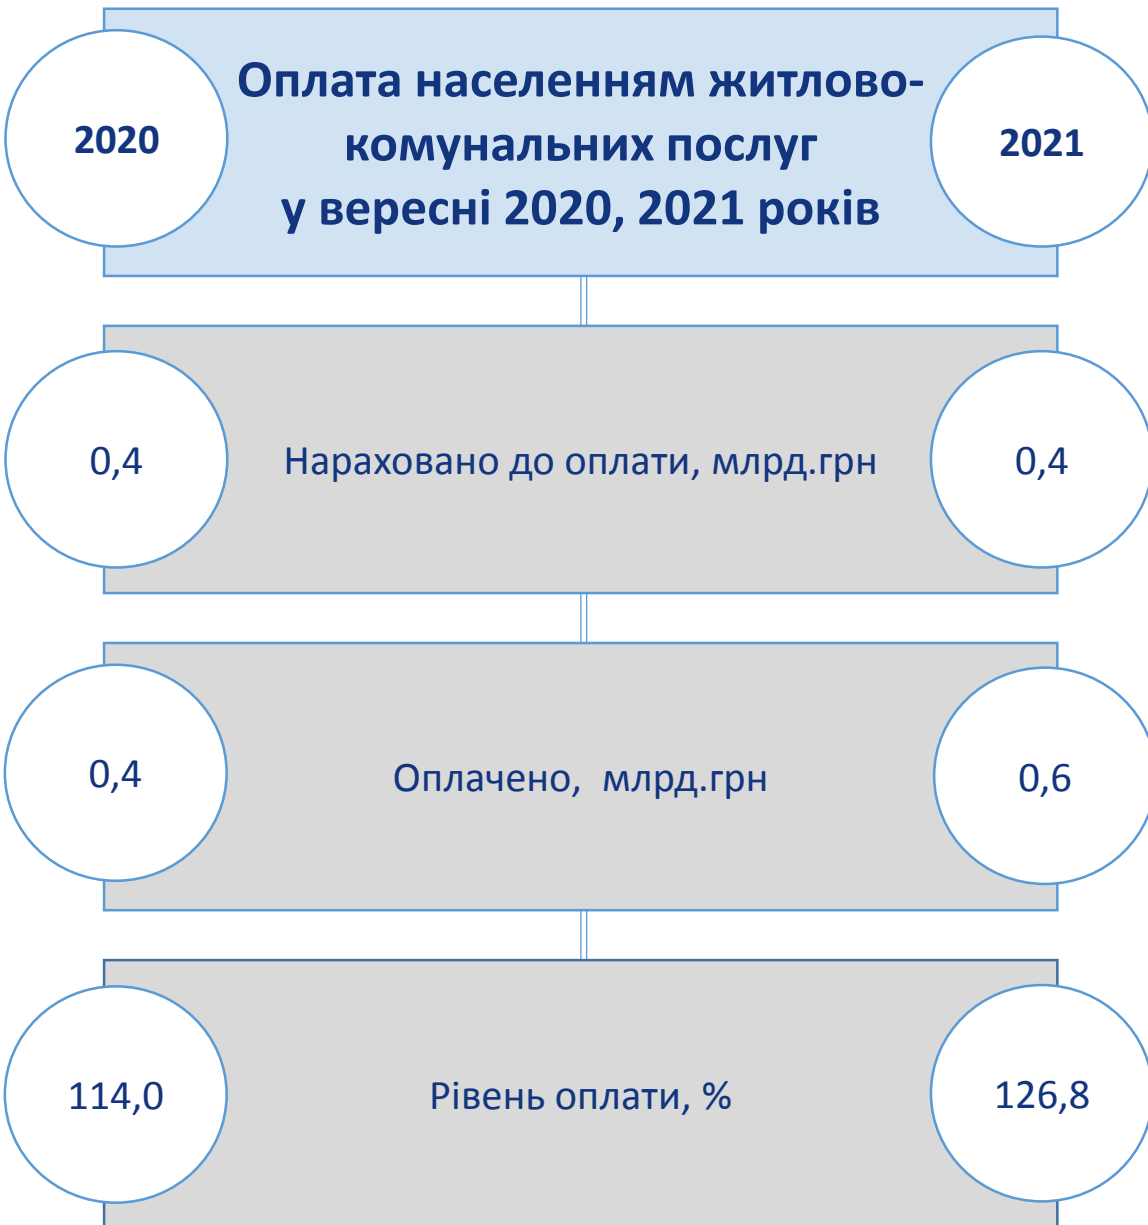 2020
Оплата населенням житлово-
комунальних послуг
у вересні 2020, 2021 років
2021
0,4
Нараховано до оплати, млрд.грн
0,4
0,4
Оплачено, млрд.грн
0,6
114,0
Рівень оплати, %
126,8